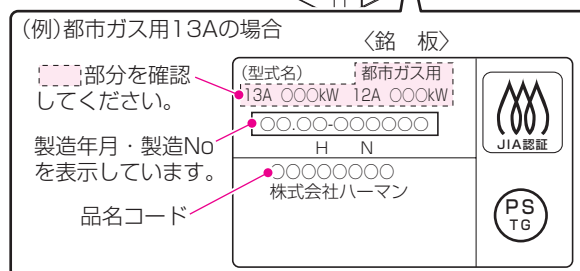 (例)都市ガス用13Aの場合
〈銘 板〉
部分を確認
してください。
(型式名) 都市ガス用
13A ○○○kW 12A ○○○kW
○○.○○-○○○○○○
H N
製造年月・製造No
を表示しています。
○○○○○○○○
株式会社ハーマン
品名コード
JIA認証
PS
TG